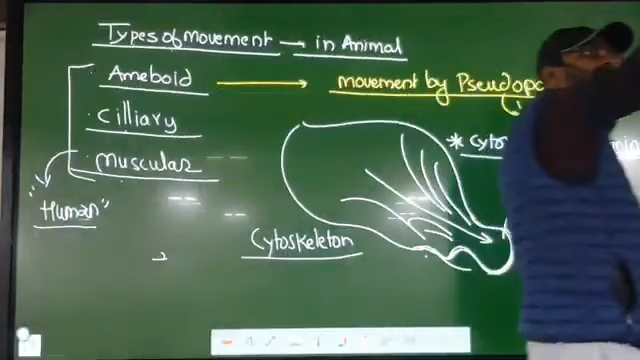 Types of movement → in Animal
Ameboid → movement by Pseudopo
Cilliary
muscular
"Human"
* Cyto
Cytoskeleton